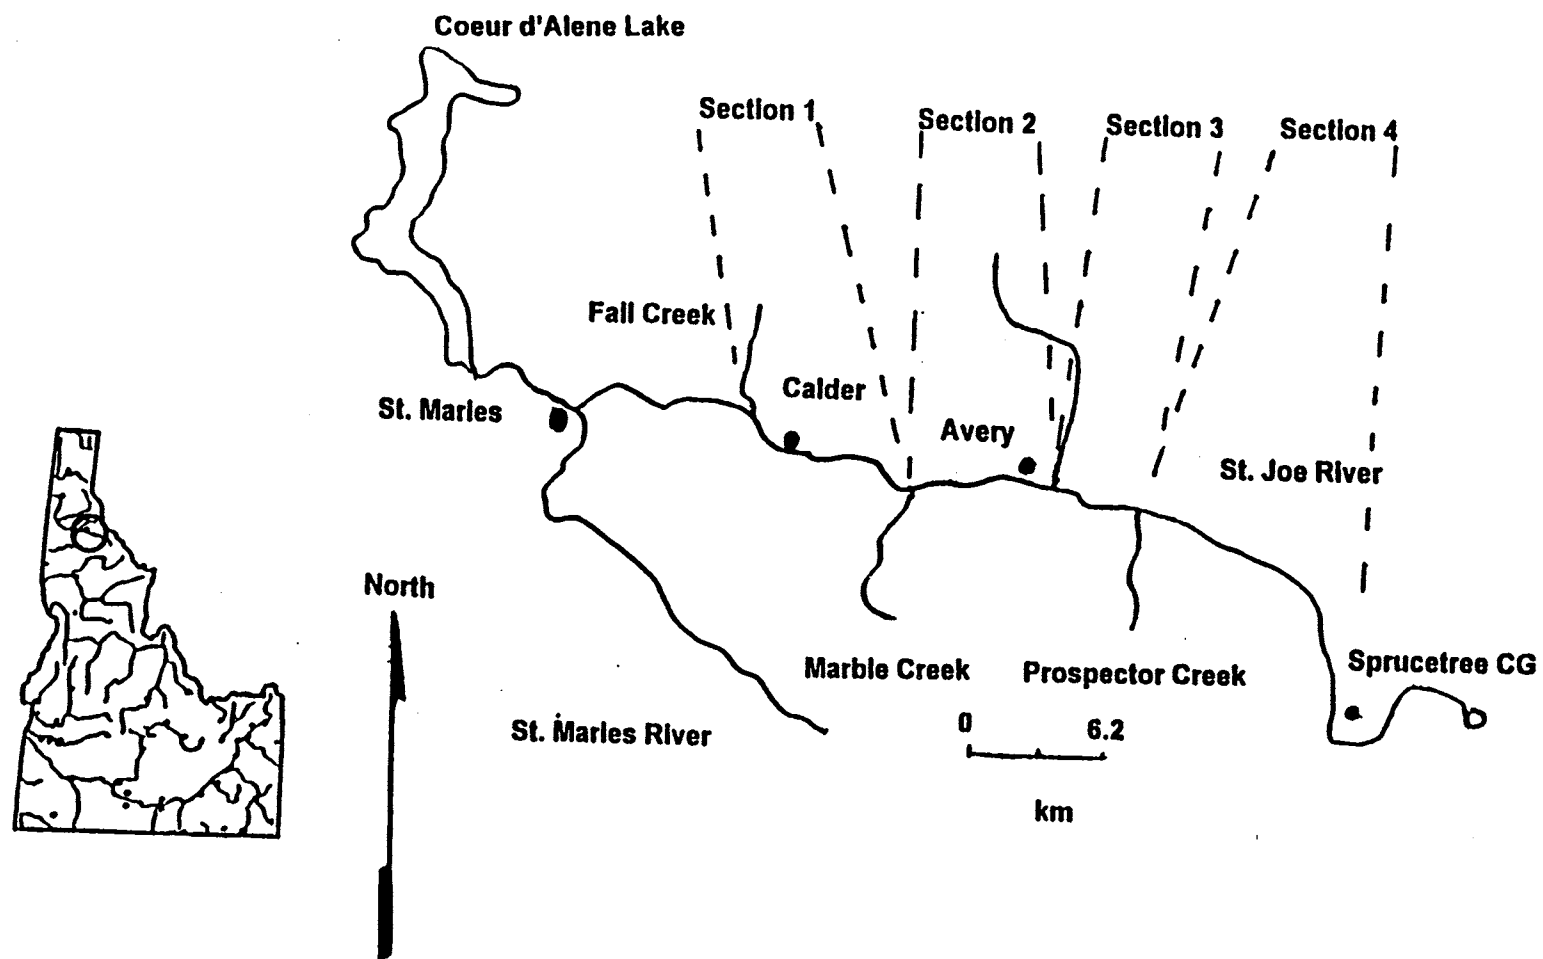 Coeur d'Alene Lake
Section 1
Section 2
Section 3
Section 4
Fall Creek
Calder
St. Maries
Avery
St. Joe River
North
Marble Creek
Prospector Creek
Sprucetree CG
St. Maries River
0
6.2
km